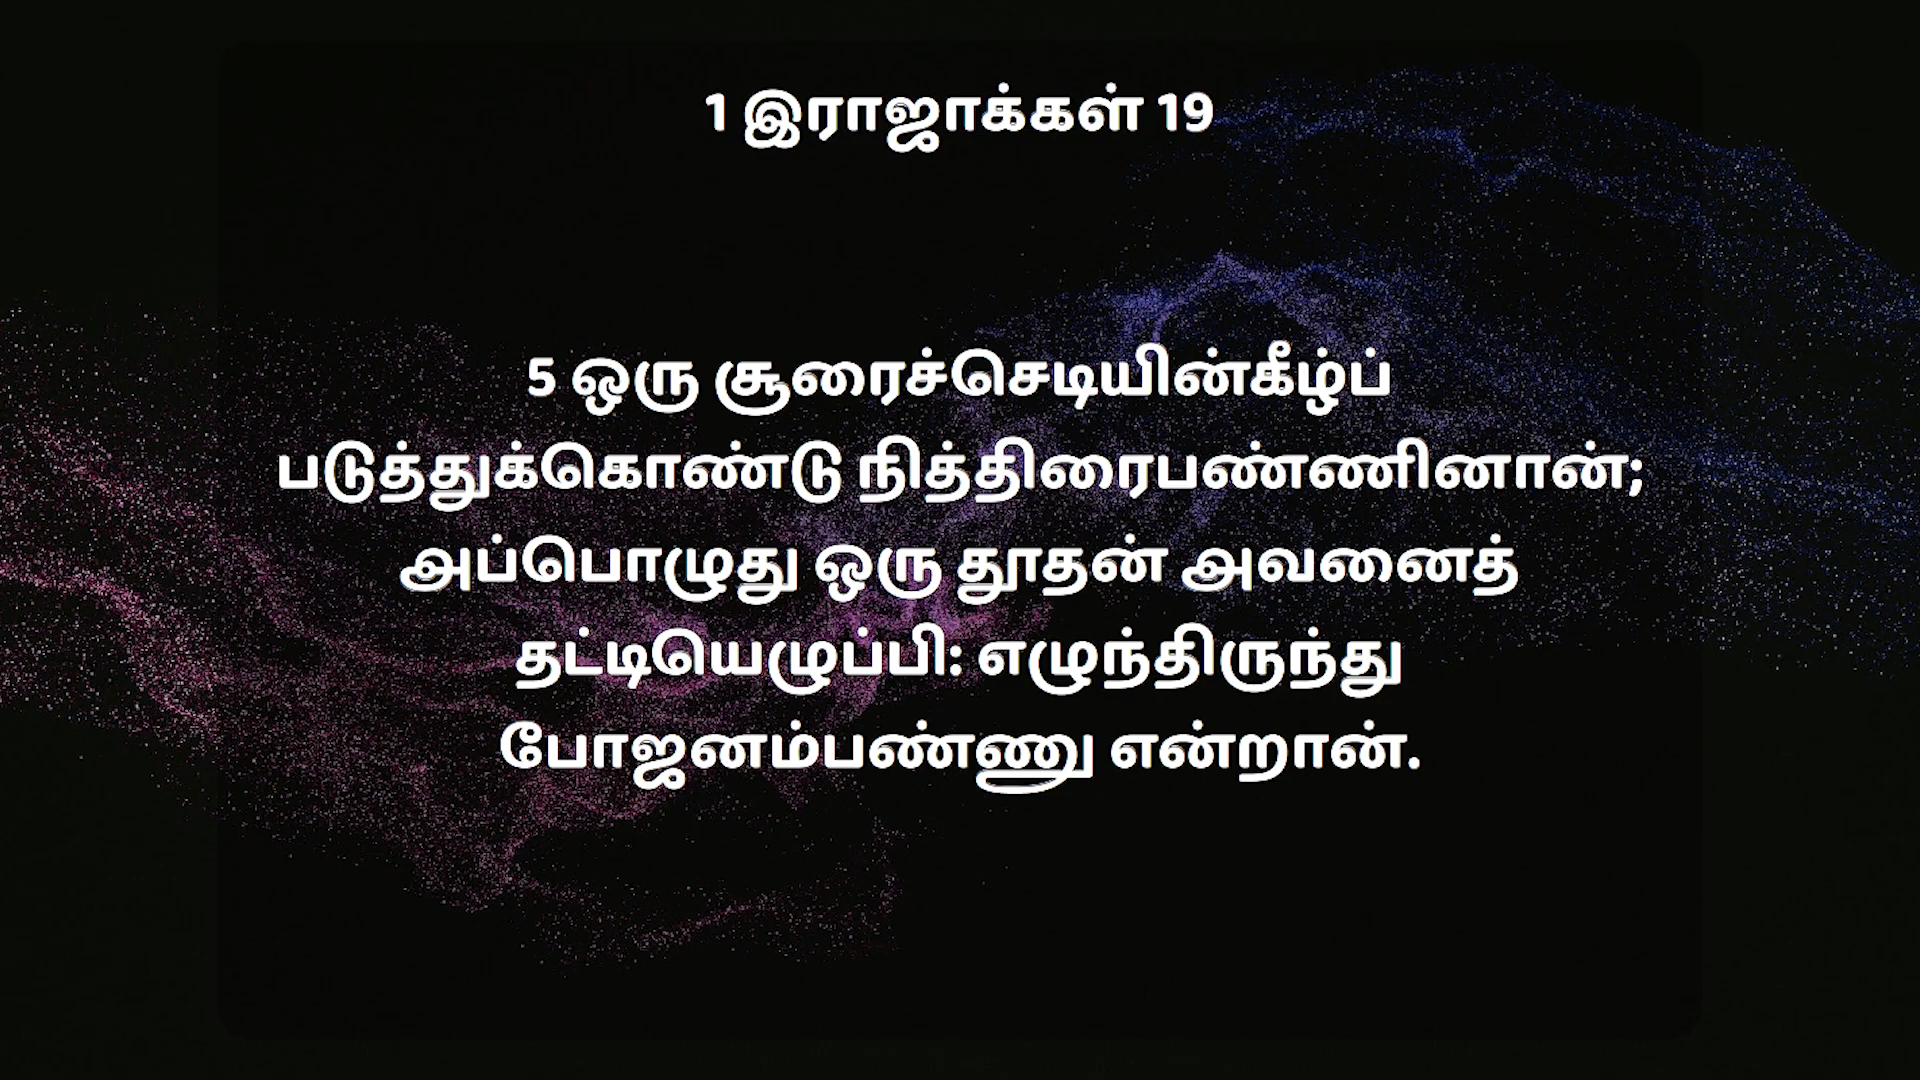 1 இராஜாக்கள் 19
5 ஒரு சூரைச்செடியின்கீழ்ப்
படுத்துக்கொண்டு நித்திரைபண்ணினான்;
அப்பொழுது ஒரு தூதன் அவனைத்
தட்டியெழுப்பி: எழுந்திருந்து
போஜனம்பண்ணு என்றான்.